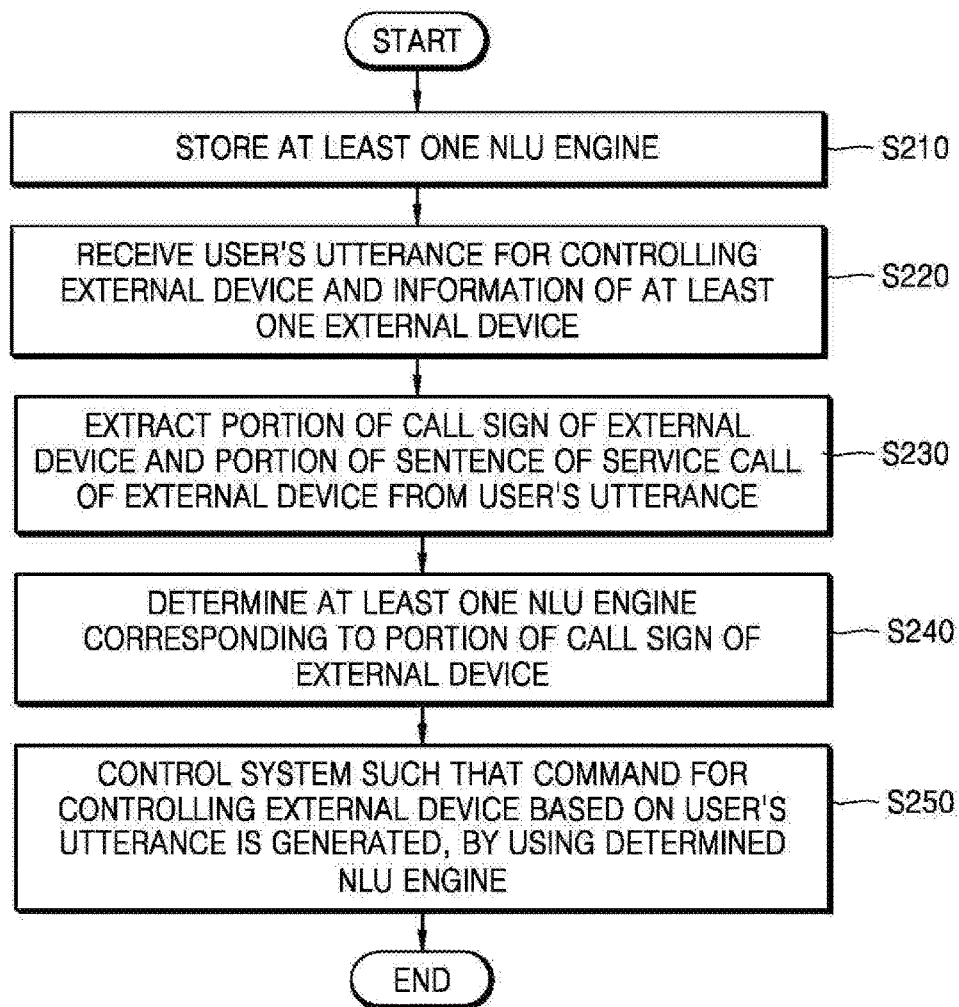 START
STORE AT LEAST ONE NLU ENGINE
S210
RECEIVE USER'S UTTERANCE FOR CONTROLLING
EXTERNAL DEVICE AND INFORMATION OF AT LEAST
ONE EXTERNAL DEVICE
S220
EXTRACT PORTION OF CALL SIGN OF EXTERNAL
DEVICE AND PORTION OF SENTENCE OF SERVICE CALL
OF EXTERNAL DEVICE FROM USER'S UTTERANCE
S230
DETERMINE AT LEAST ONE NLU ENGINE
CORRESPONDING TO PORTION OF CALL SIGN OF
EXTERNAL DEVICE
S240
CONTROL SYSTEM SUCH THAT COMMAND FOR
CONTROLLING EXTERNAL DEVICE BASED ON USER'S
UTTERANCE IS GENERATED, BY USING DETERMINED
NLU ENGINE
S250
END